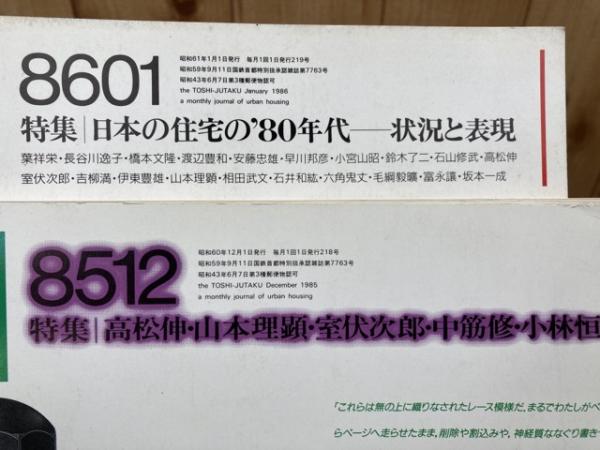 8601
昭和61年1月1日発行 毎月1回1日発行219号
昭和59年9月11日国鉄首都特別扱承認雑誌第7763号
昭和43年6月7日第3種郵便物認可
the TOSHI-JUTAKU January 1986
a monthly journal of urban housing
特集|日本の住宅の'80年代──状況と表現
葉祥栄・長谷川逸子・橋本文隆・渡辺豊和・安藤忠雄・早川邦彦・小宮山昭・鈴木了二・石山修武・高松伸
室伏次郎・吉柳満・伊東豊雄・山本理顕・相田武文・石井和紘・六角鬼丈・毛綱毅曠・富永讓・坂本一成
8512
昭和60年12月1日発行 毎月1回1日発行218号
昭和59年9月11日国鉄首都特別扱承認雑誌第7763号
昭和43年6月7日第3種郵便物認可
the TOSHI-JUTAKU December 1985
a monthly journal of urban housing
特集|高松伸・山本理顕・室伏次郎・中筋修・小林恒
「これらは無の上に織りなされたレース模様だ。まるでわたしがペ
らページへ走らせたまま、削除や割込みや、神経質ななぐり書きや